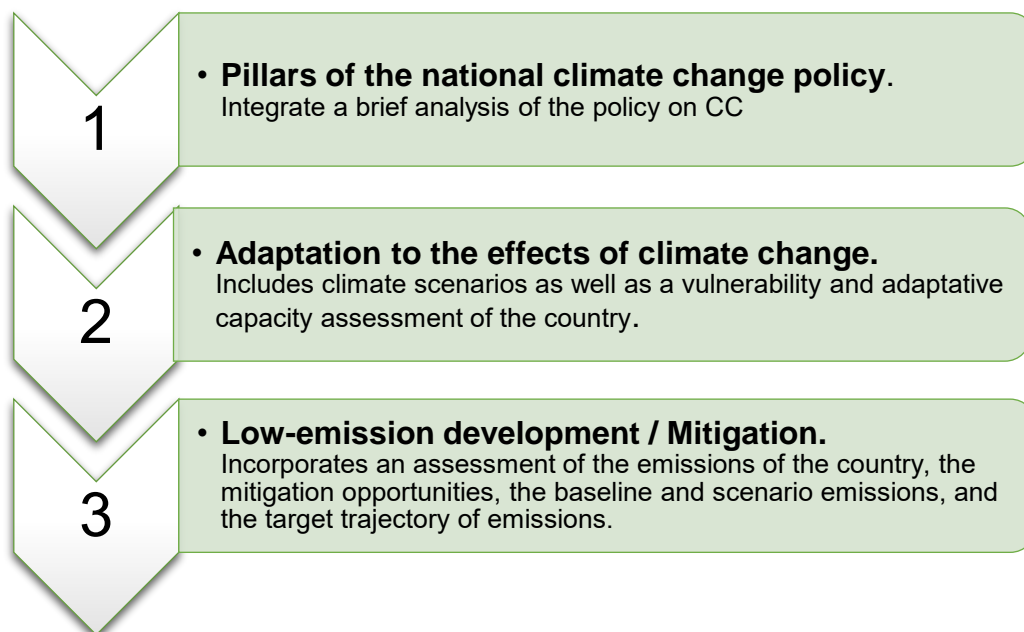 1
• Pillars of the national climate change policy.
Integrate a brief analysis of the policy on CC
2
• Adaptation to the effects of climate change.
Includes climate scenarios as well as a vulnerability and adaptative
capacity assessment of the country.
3
• Low-emission development / Mitigation.
Incorporates an assessment of the emissions of the country, the
mitigation opportunities, the baseline and scenario emissions, and
the target trajectory of emissions.